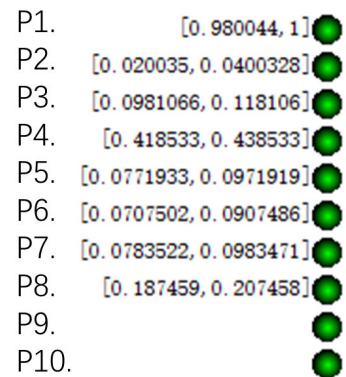 P1. [0.980044, 1]
P2. [0.020035, 0.0400328]
P3. [0.0981066, 0.118106]
P4. [0.418533, 0.438533]
P5. [0.0771933, 0.0971919]
P6. [0.0707502, 0.0907486]
P7. [0.0783522, 0.0983471]
P8. [0.187459, 0.207458]
P9.
P10.